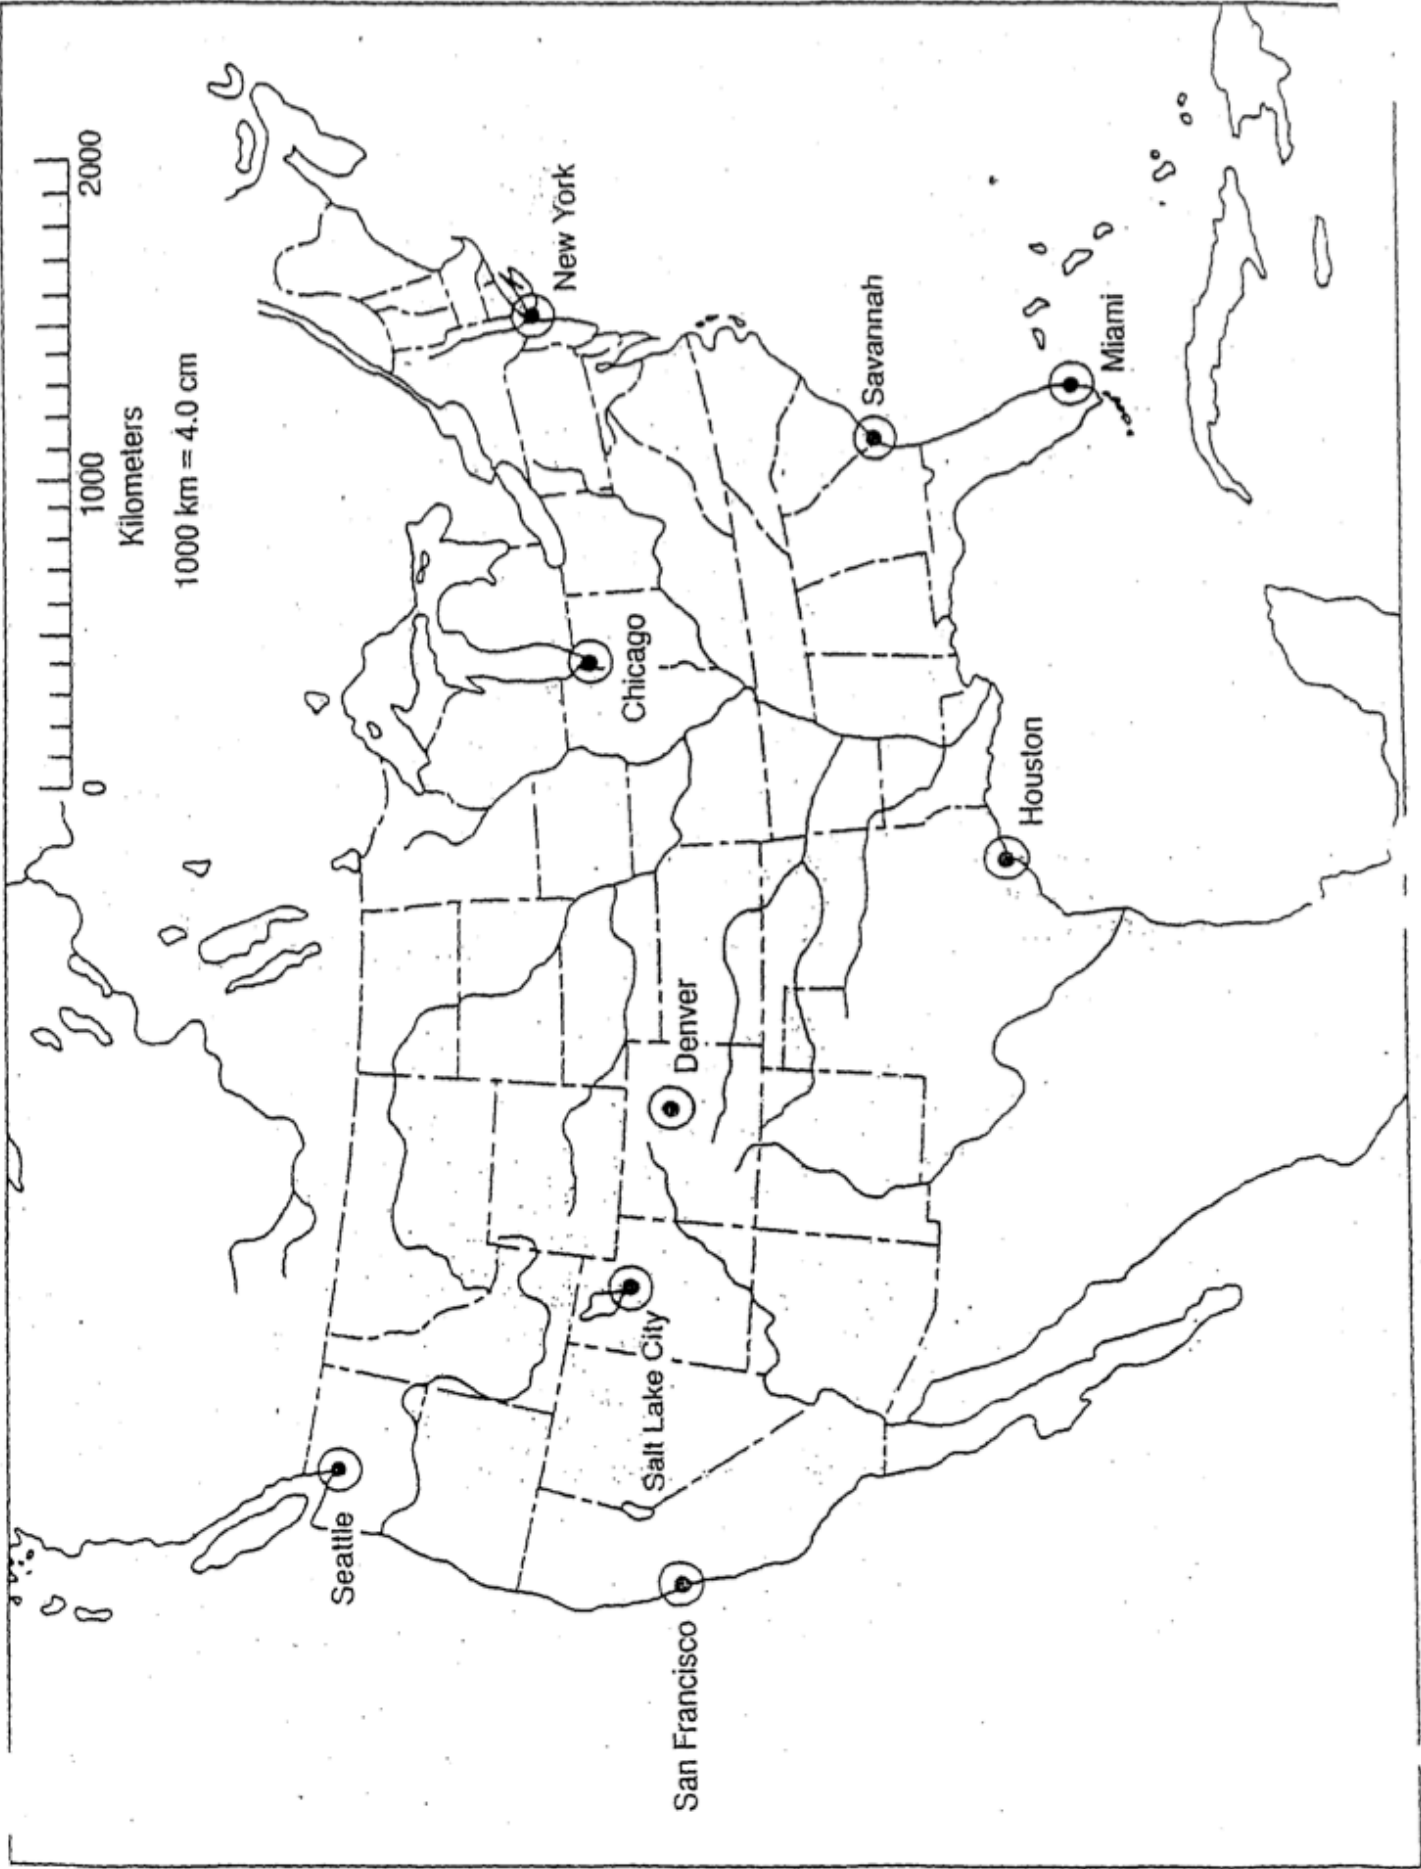 0 1000 2000
Kilometers
1000 km = 4.0 cm
Seattle
New York
Chicago
Salt Lake City
Denver
San Francisco
Savannah
Houston
Miami